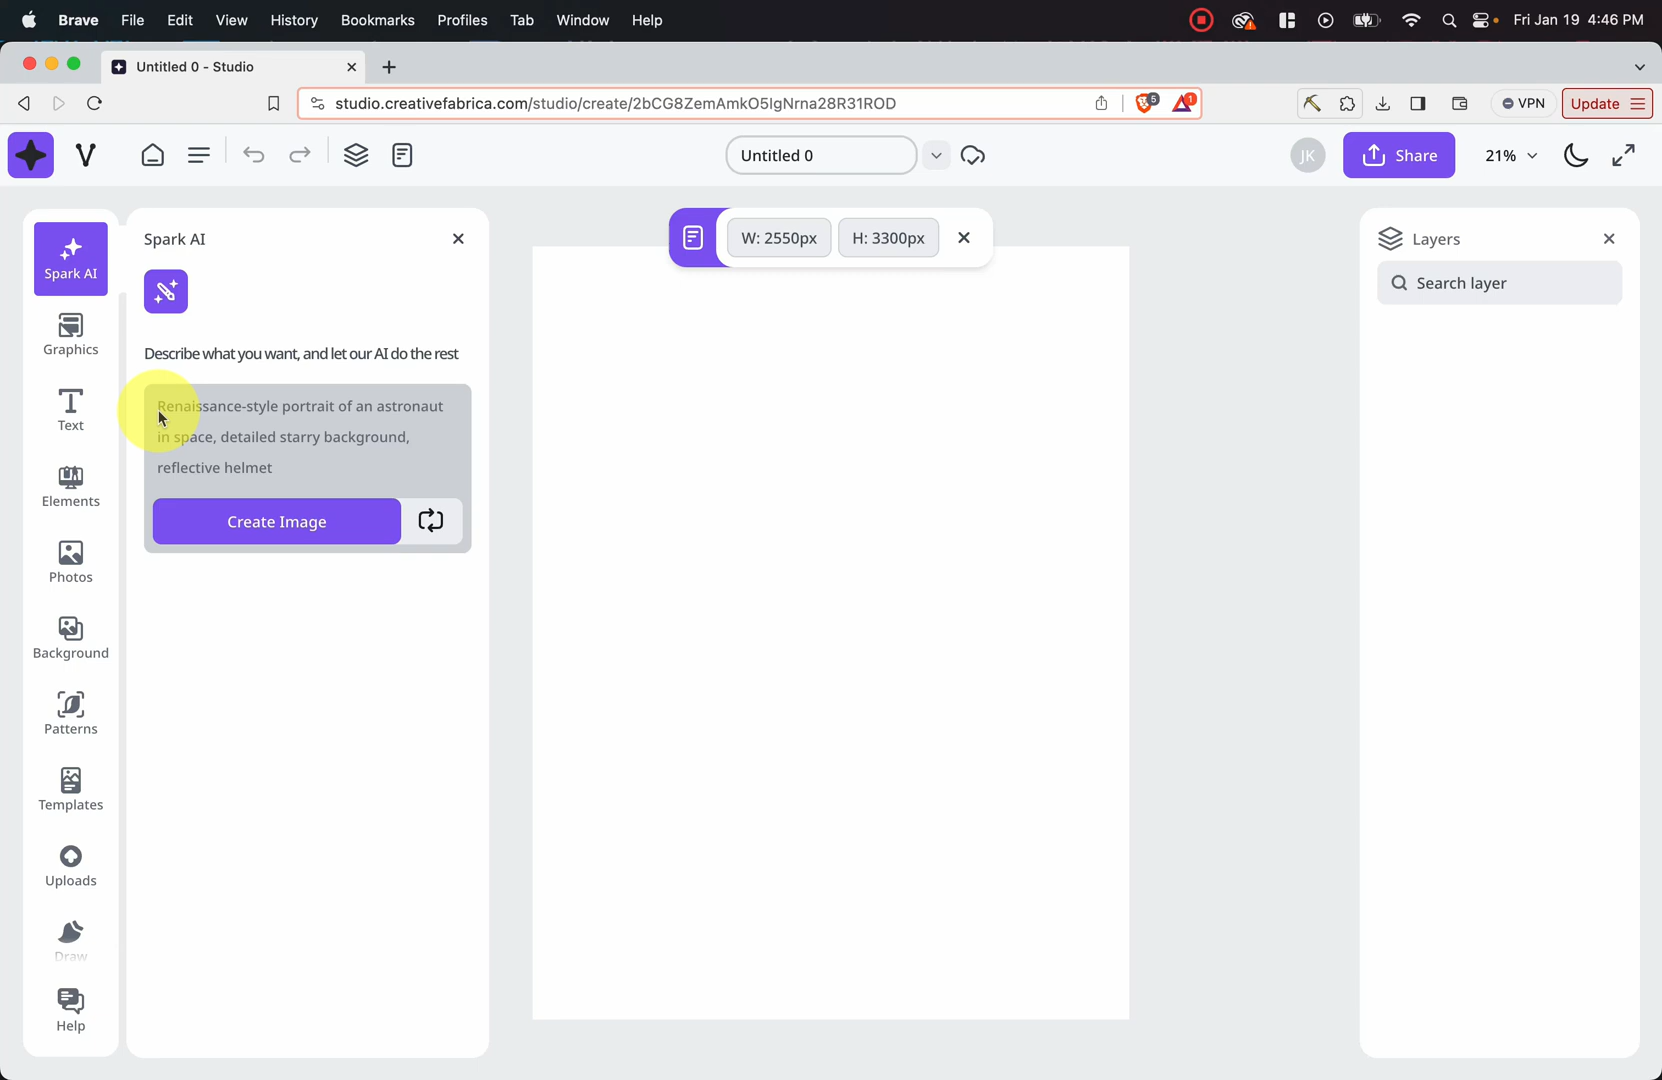 Brave File Edit View History Bookmarks Profiles Tab Window Help Fri Jan 19 4:46 PM
Untitled 0 - Studio
studio.creativefabrica.com/studio/create/2bCG8ZemAmkO5IgNrna28R31ROD 5 1 VPN Update
Untitled 0 JK Share 21%
Spark AI
Graphics
Text
Elements
Photos
Background
Patterns
Templates
Uploads
Draw
Help
Spark AI
Describe what you want, and let our AI do the rest
Renaissance-style portrait of an astronaut
in space, detailed starry background,
reflective helmet
Create Image
W: 2550px H: 3300px
Layers
Search layer